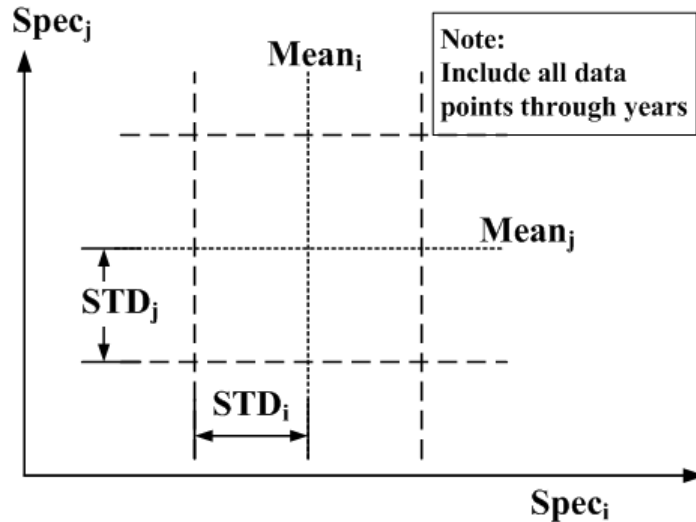 Spec_j
Mean_i
Note:
Include all data
points through years
Mean_j
STD_j
STD_i
Spec_i